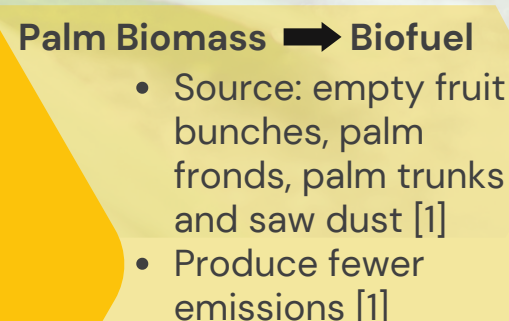 Palm Biomass ➡ Biofuel
• Source: empty fruit
bunches, palm
fronds, palm trunks
and saw dust [1]
• Produce fewer
emissions [1]